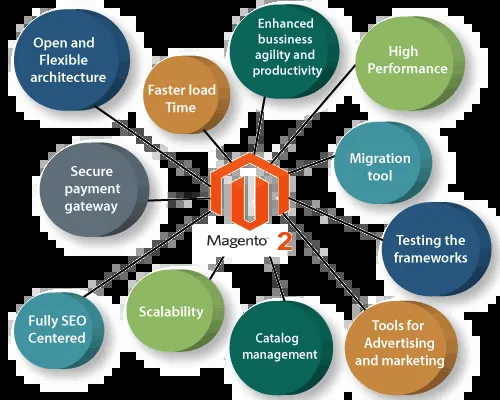 Open and
Flexible
architecture
Faster load
Time
Enhanced
bussiness
agility and
productivity
High
Performance
Secure
payment
gateway
Migration
tool
Magento 2
Testing the
frameworks
Fully SEO
Centered
Scalability
Catalog
management
Tools for
Advertising
and marketing